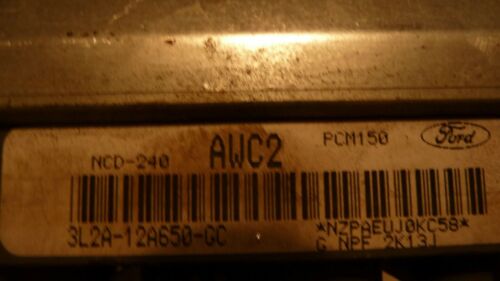 NCD-240 AWC2 PCM150 Ford
3L2A-12A650-GC *NZPAEUJ0KC58*
G NPF 2K13J